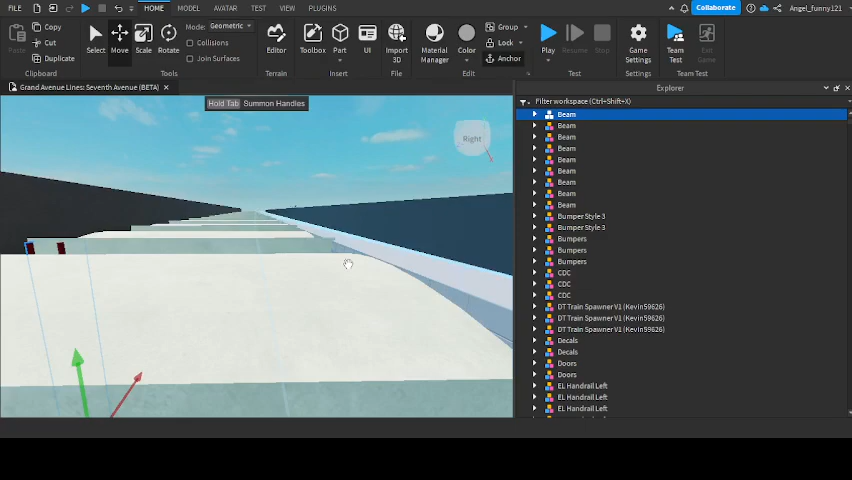 FILE HOME MODEL AVATAR TEST VIEW PLUGINS Collaborate Angel_funny121
Paste Copy Cut Duplicate Select Move Scale Rotate Mode: Geometric Collisions Join Surfaces Editor Toolbox Part UI Import 3D Material Manager Color Group Lock Anchor Play Resume Stop Game Settings Team Test Exit Game
Clipboard Tools Terrain Insert File Edit Test Settings Team Test
Grand Avenue Lines: Seventh Avenue (BETA)
Explorer
Filter workspace (Ctrl+Shift+X)
Hold Tab Summon Handles
Right
Beam
Beam
Beam
Beam
Beam
Beam
Beam
Beam
Beam
Bumper Style 3
Bumper Style 3
Bumpers
Bumpers
Bumpers
CDC
CDC
CDC
DT Train Spawner V1 (Kevin59626)
DT Train Spawner V1 (Kevin59626)
DT Train Spawner V1 (Kevin59626)
Decals
Decals
Doors
Doors
EL Handrail Left
EL Handrail Left
EL Handrail Left